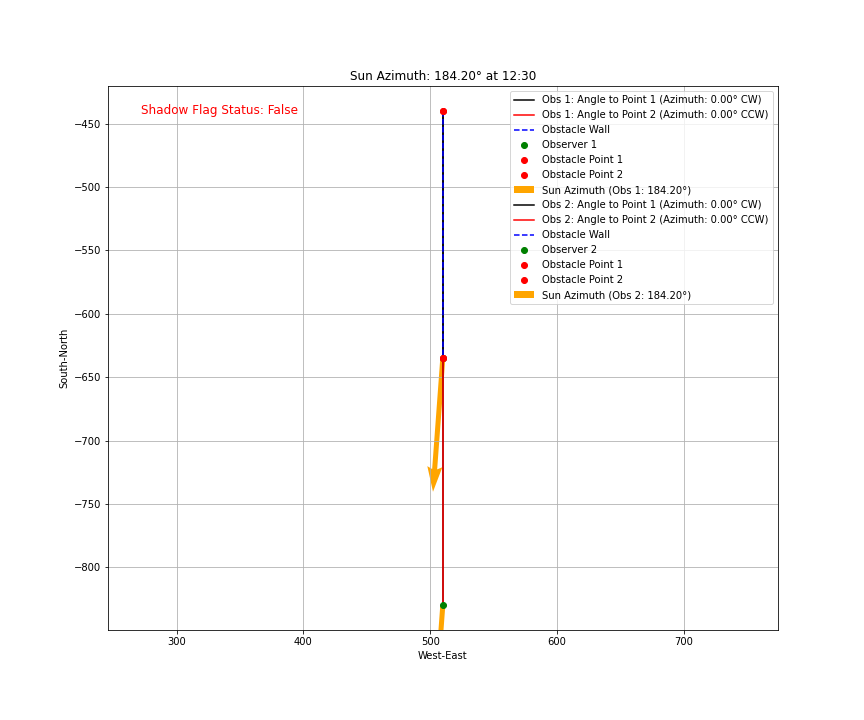 Sun Azimuth: 184.20° at 12:30
Shadow Flag Status: False
Obs 1: Angle to Point 1 (Azimuth: 0.00° CW)
Obs 1: Angle to Point 2 (Azimuth: 0.00° CCW)
Obstacle Wall
Observer 1
Obstacle Point 1
Obstacle Point 2
Sun Azimuth (Obs 1: 184.20°)
Obs 2: Angle to Point 1 (Azimuth: 0.00° CW)
Obs 2: Angle to Point 2 (Azimuth: 0.00° CCW)
Obstacle Wall
Observer 2
Obstacle Point 1
Obstacle Point 2
Sun Azimuth (Obs 2: 184.20°)
−450
−500
−550
−600
−650
−700
−750
−800
South-North
300 400 500 600 700
West-East